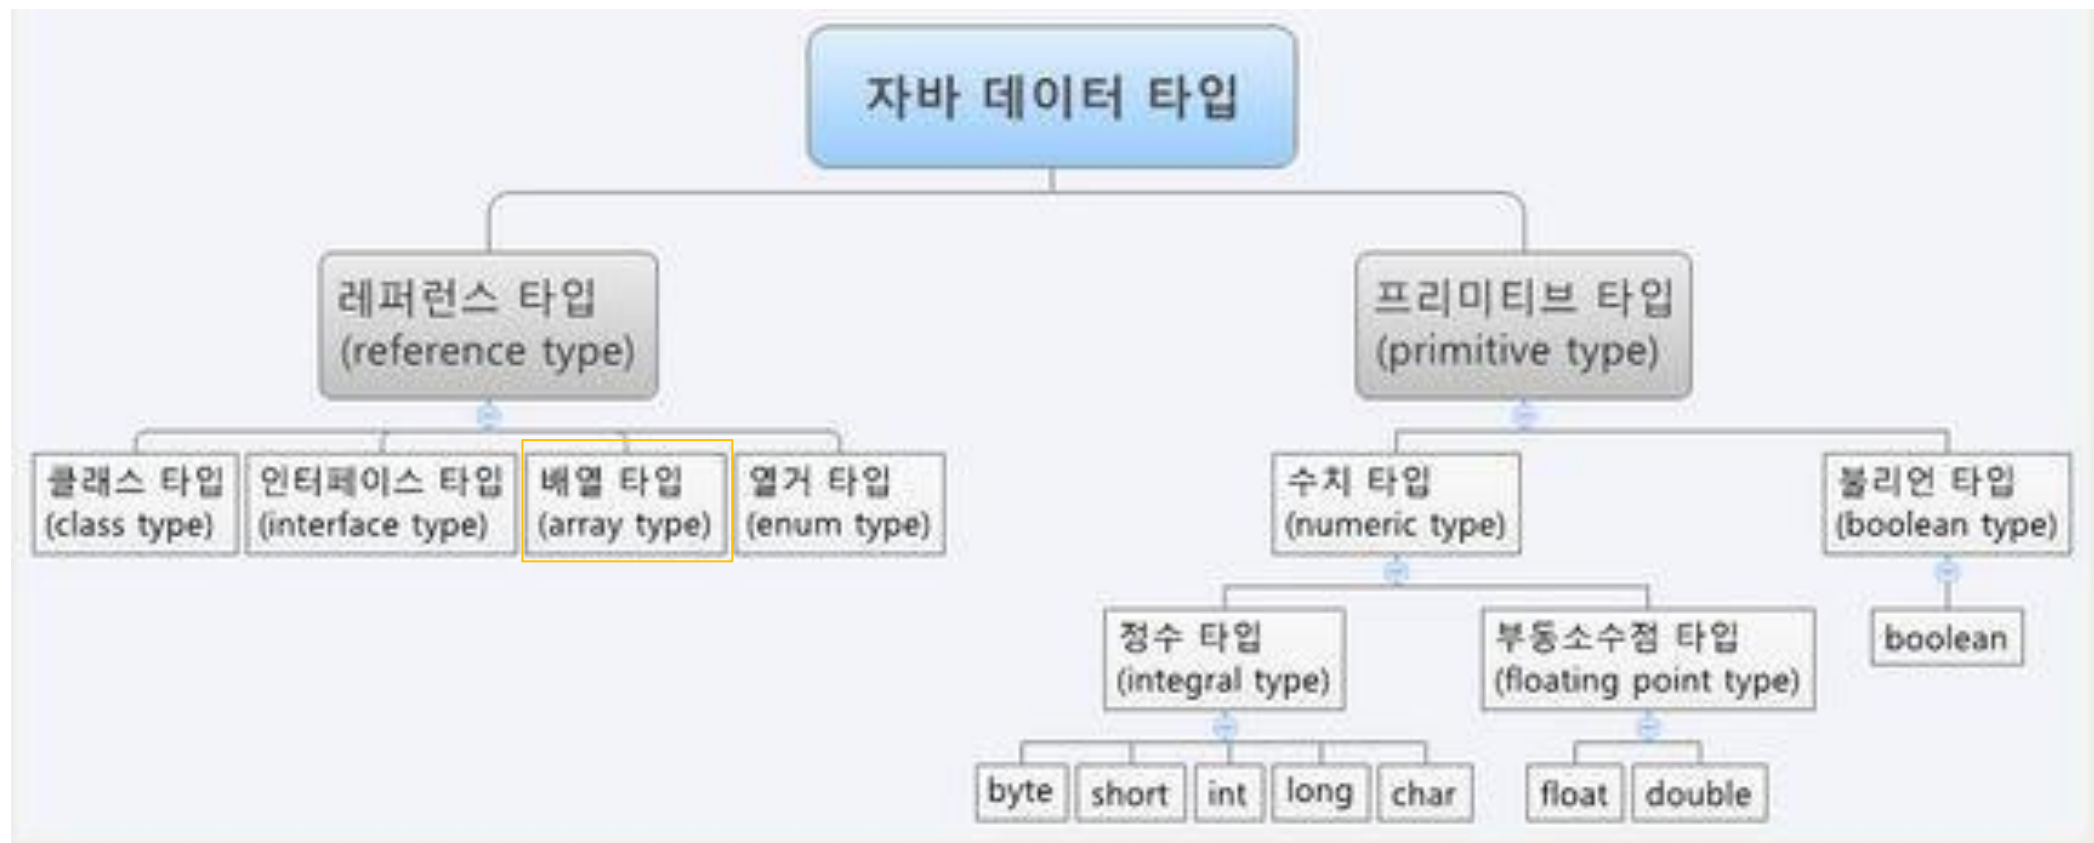 자바 데이터 타입
레퍼런스 타입
(reference type)
프리미티브 타입
(primitive type)
클래스 타입
(class type)
인터페이스 타입
(interface type)
배열 타입
(array type)
열거 타입
(enum type)
수치 타입
(numeric type)
불리언 타입
(boolean type)
정수 타입
(integral type)
부동소수점 타입
(floating point type)
boolean
byte
short
int
long
char
float
double